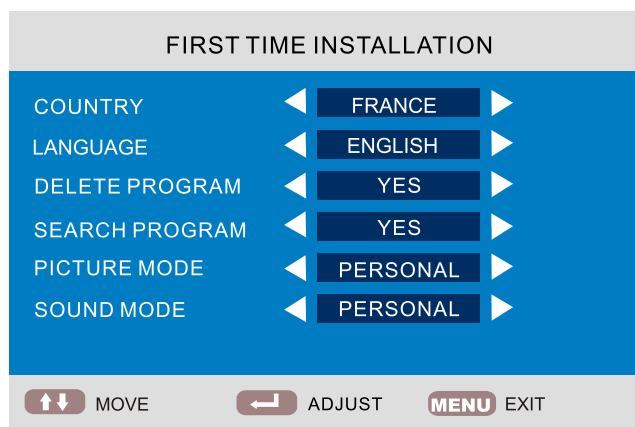 FIRST TIME INSTALLATION
COUNTRY FRANCE
LANGUAGE ENGLISH
DELETE PROGRAM YES
SEARCH PROGRAM YES
PICTURE MODE PERSONAL
SOUND MODE PERSONAL
MOVE ADJUST MENU EXIT